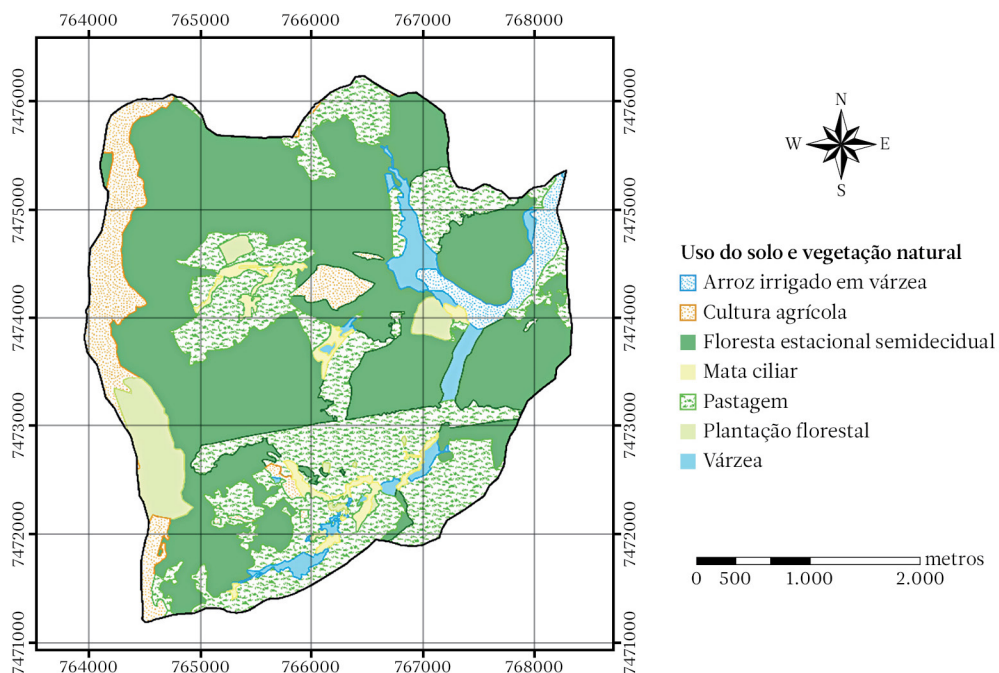 764000 765000 766000 767000 768000
7476000 7476000
7475000 7475000
7474000 7474000
7473000 7473000
7472000 7472000
7471000 7471000
764000 765000 766000 767000 768000
N
W E
S
Uso do solo e vegetação natural
Arroz irrigado em várzea
Cultura agrícola
Floresta estacional semidecidual
Mata ciliar
Pastagem
Plantação florestal
Várzea
metros
0 500 1.000 2.000